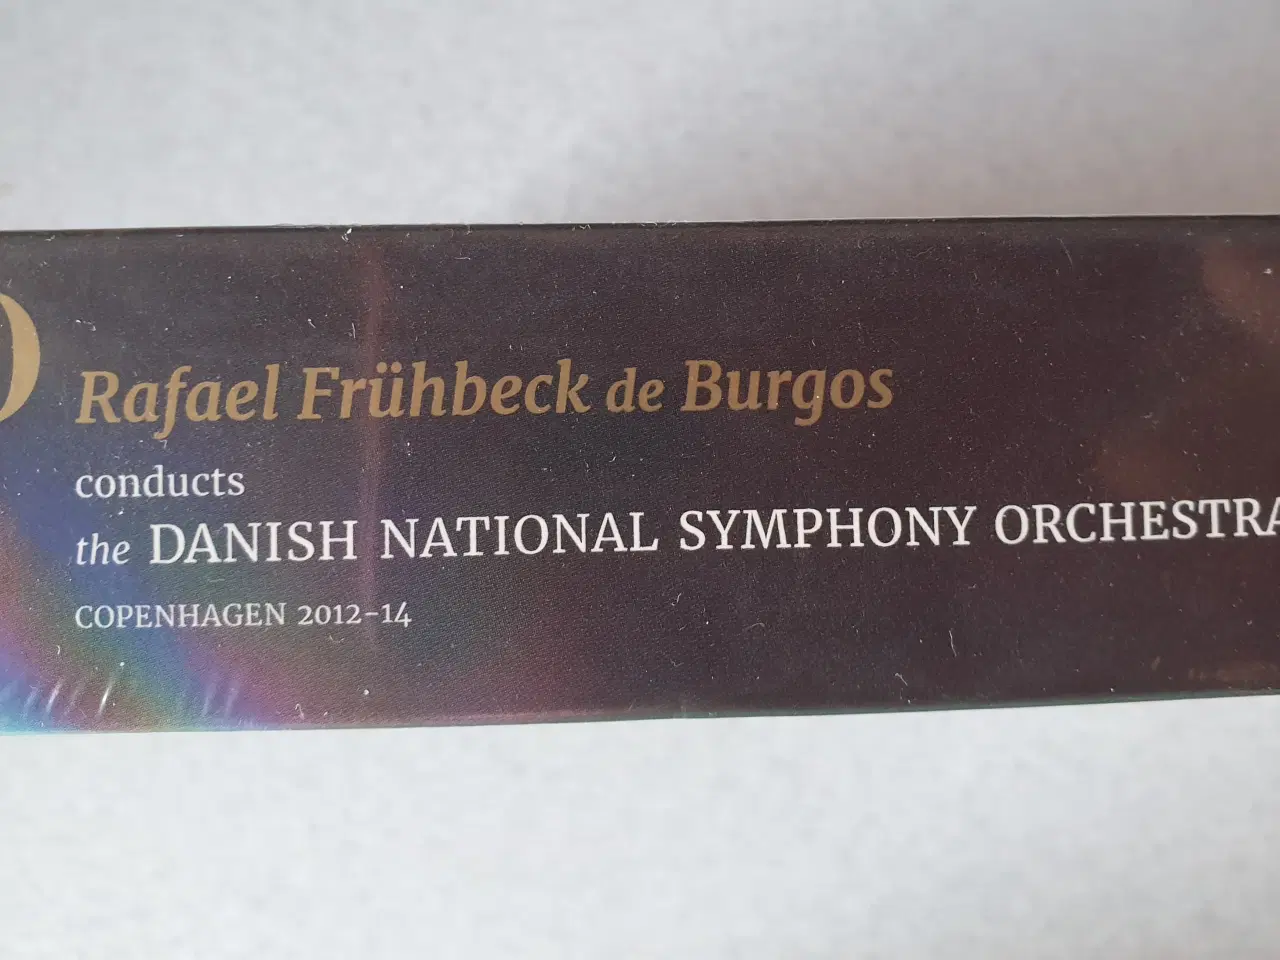 Rafael Frühbeck de Burgos
conducts
the DANISH NATIONAL SYMPHONY ORCHESTRA
COPENHAGEN 2012–14